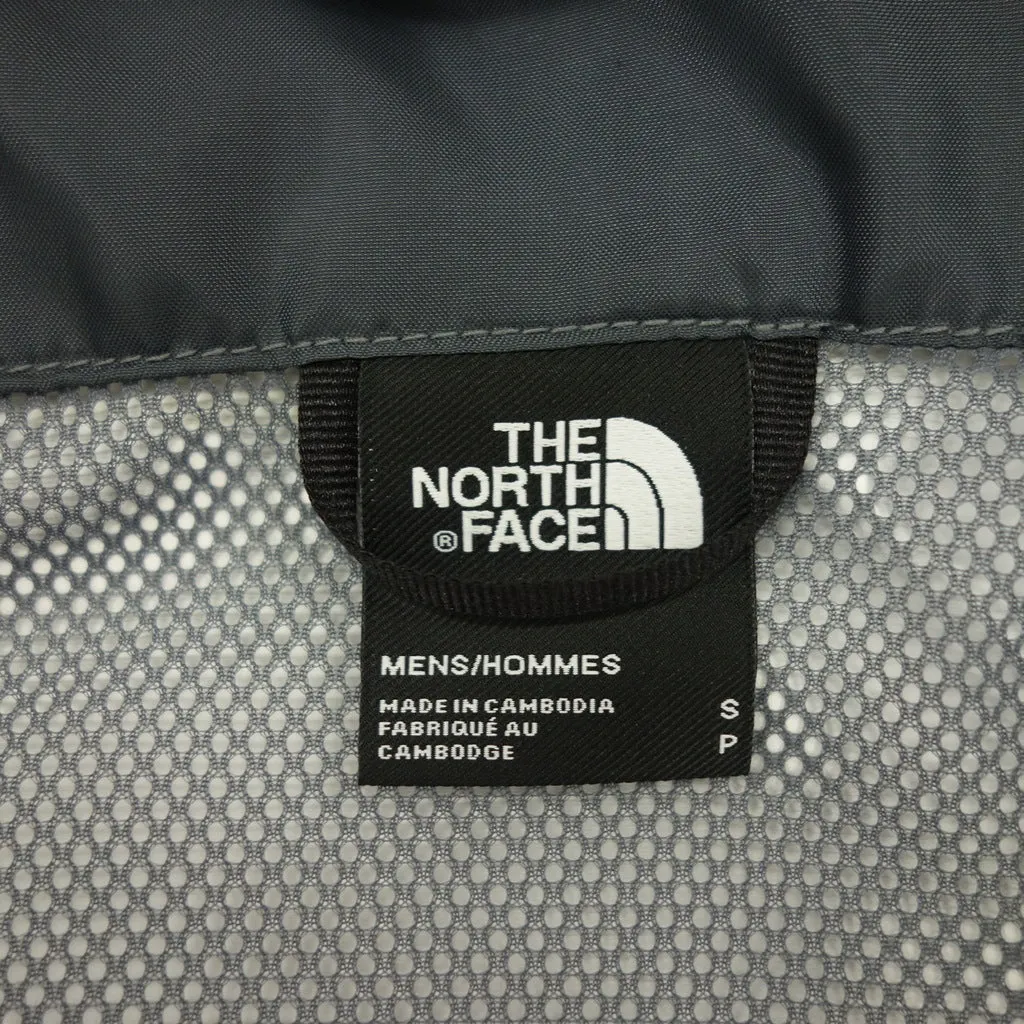 THE
NORTH
®FACE
MENS/HOMMES
MADE IN CAMBODIA
FABRIQUÉ AU
CAMBODGE
S
P